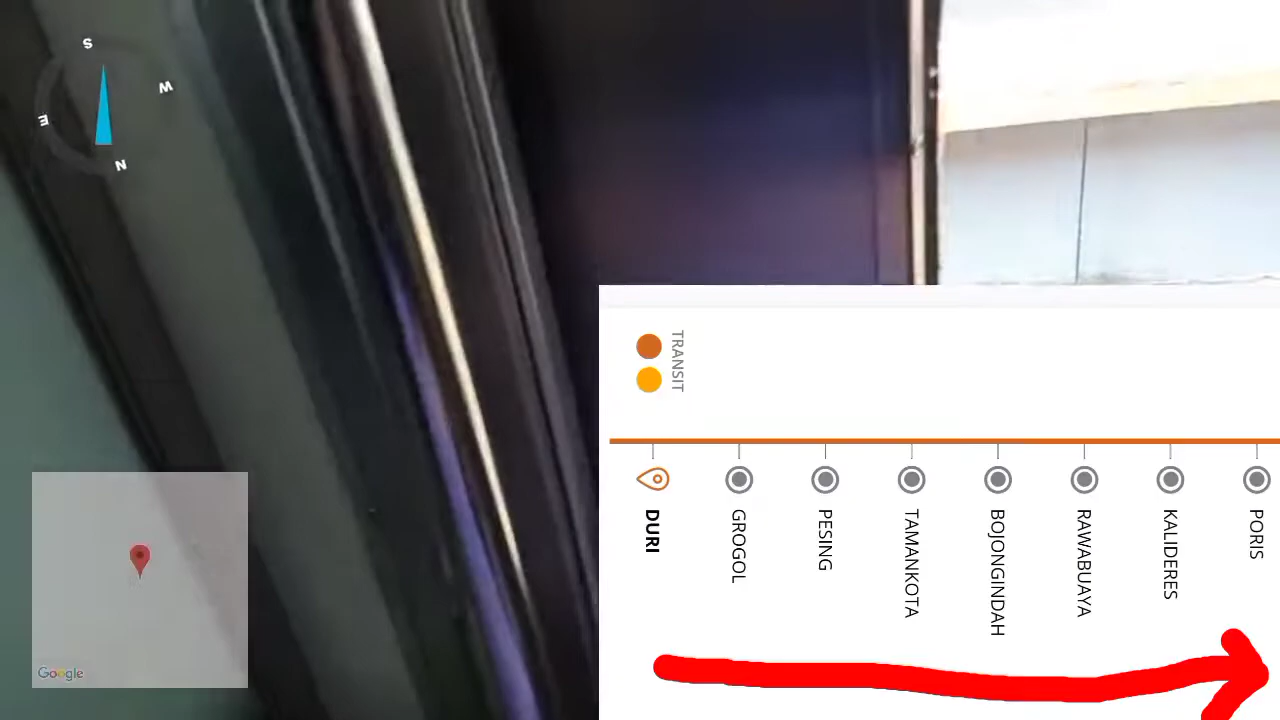 S
W
E
N
TRANSIT
DURI
GROGOL
PESING
TAMANKOTA
BOJONGINDAH
RAWABUAYA
KALIDERES
PORIS
Google